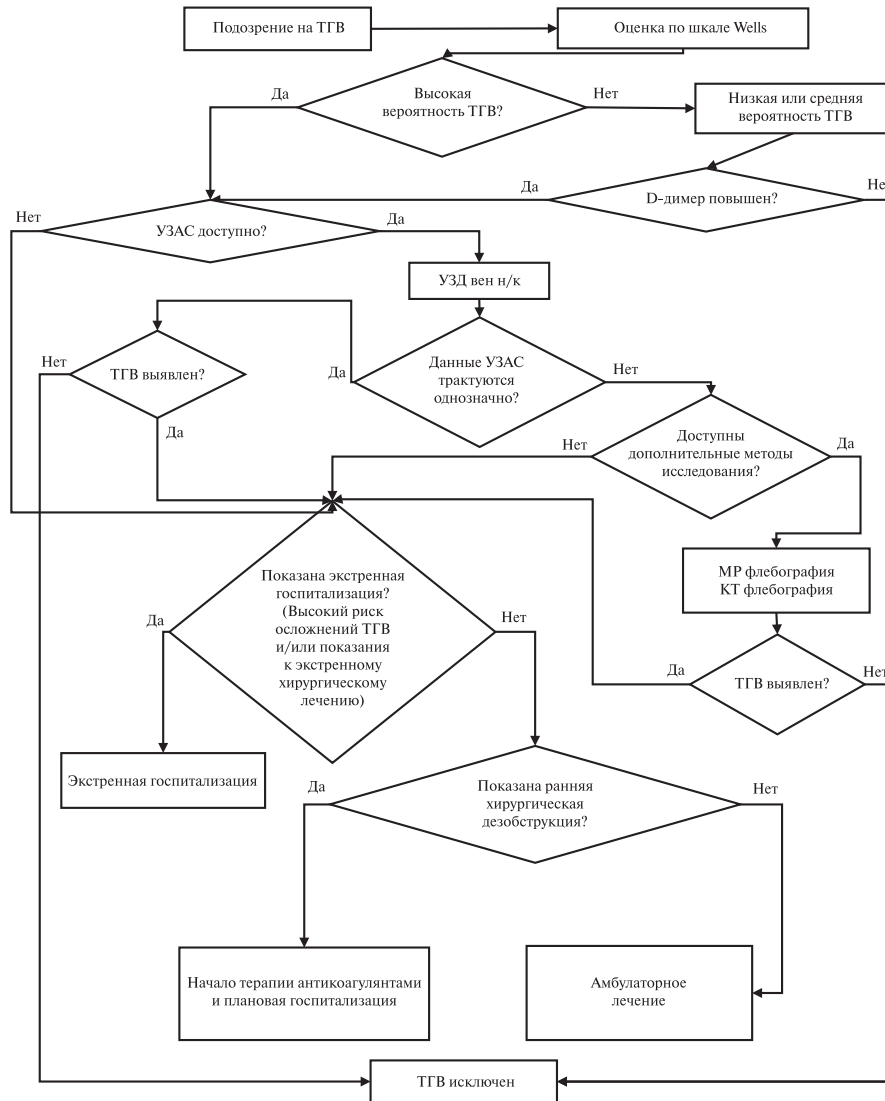 Подозрение на ТГВ
Оценка по шкале Wells
Да
Высокая
вероятность ТГВ?
Нет
Низкая или средняя
вероятность ТГВ
Да
D-димер повышен?
Нет
Нет
УЗАС доступно?
Да
УЗД вен н/к
Нет
ТГВ выявлен?
Да
Да
Данные УЗАС
трактуются
однозначно?
Нет
Нет
Доступны
дополнительные методы
исследования?
Да
МР флебография
КТ флебография
Да
Показана экстренная
госпитализация?
(Высокий риск
осложнений ТГВ
и/или показания
к экстренному
хирургическому
лечению)
Нет
Да
ТГВ выявлен?
Нет
Экстренная госпитализация
Да
Показана ранняя
хирургическая
дезобструкция?
Нет
Начало терапии антикоагулянтами
и плановая госпитализация
Амбулаторное
лечение
ТГВ исключен